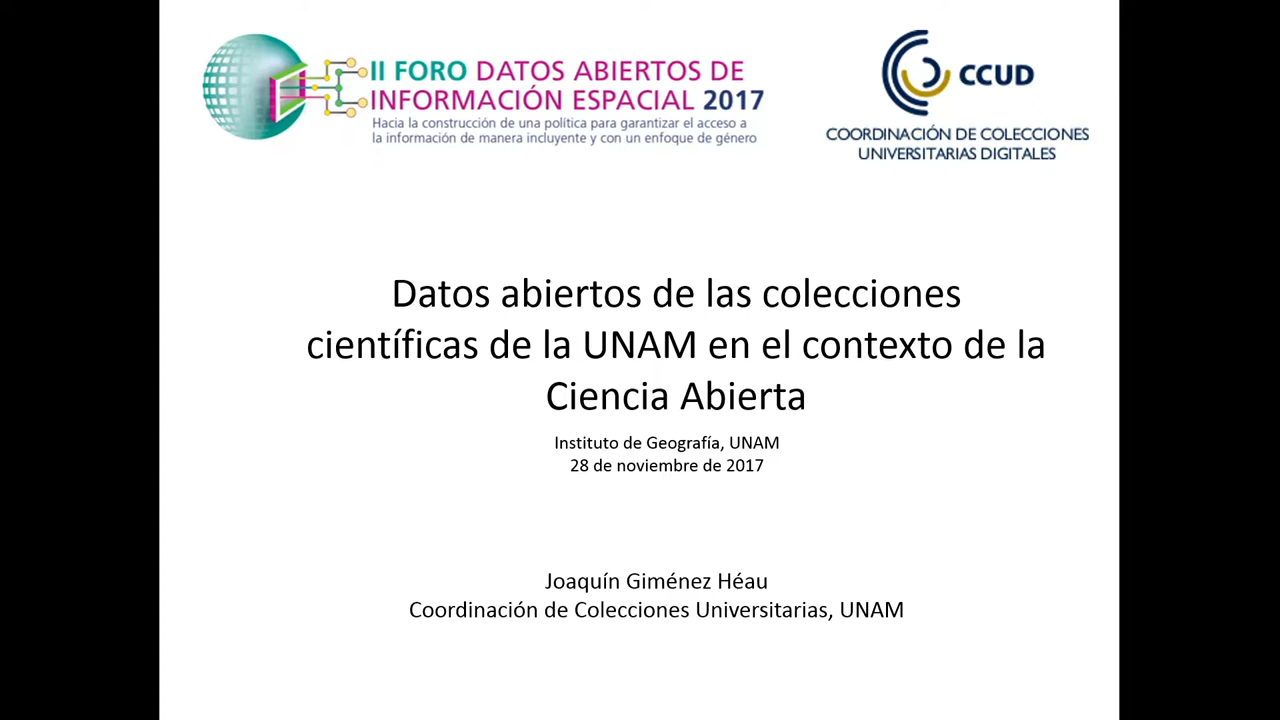 II FORO DATOS ABIERTOS DE
INFORMACIÓN ESPACIAL 2017
Hacia la construcción de una política para garantizar el acceso a
la información de manera incluyente y con un enfoque de género
CCUD
COORDINACIÓN DE COLECCIONES
UNIVERSITARIAS DIGITALES
Datos abiertos de las colecciones
científicas de la UNAM en el contexto de la
Ciencia Abierta
Instituto de Geografía, UNAM
28 de noviembre de 2017
Joaquín Giménez Héau
Coordinación de Colecciones Universitarias, UNAM